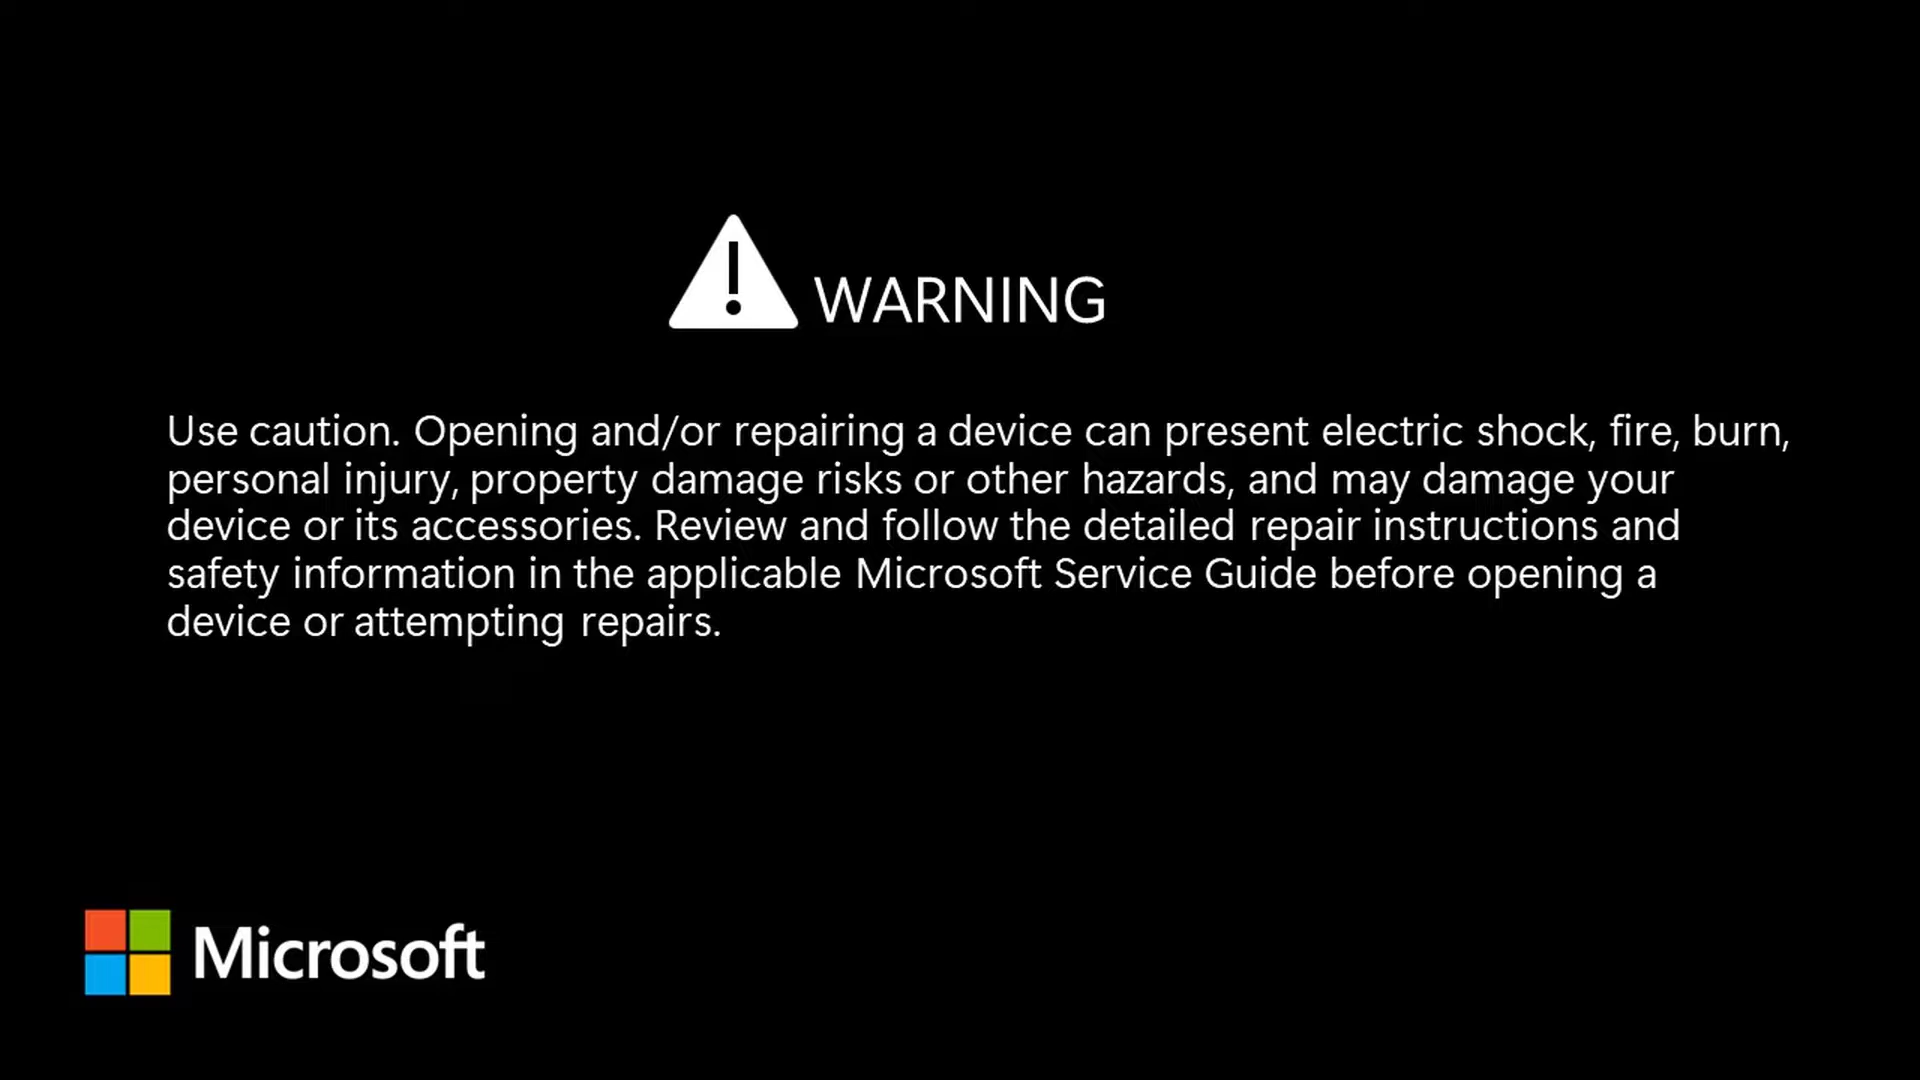 WARNING
Use caution. Opening and/or repairing a device can present electric shock, fire, burn,
personal injury, property damage risks or other hazards, and may damage your
device or its accessories. Review and follow the detailed repair instructions and
safety information in the applicable Microsoft Service Guide before opening a
device or attempting repairs.
Microsoft